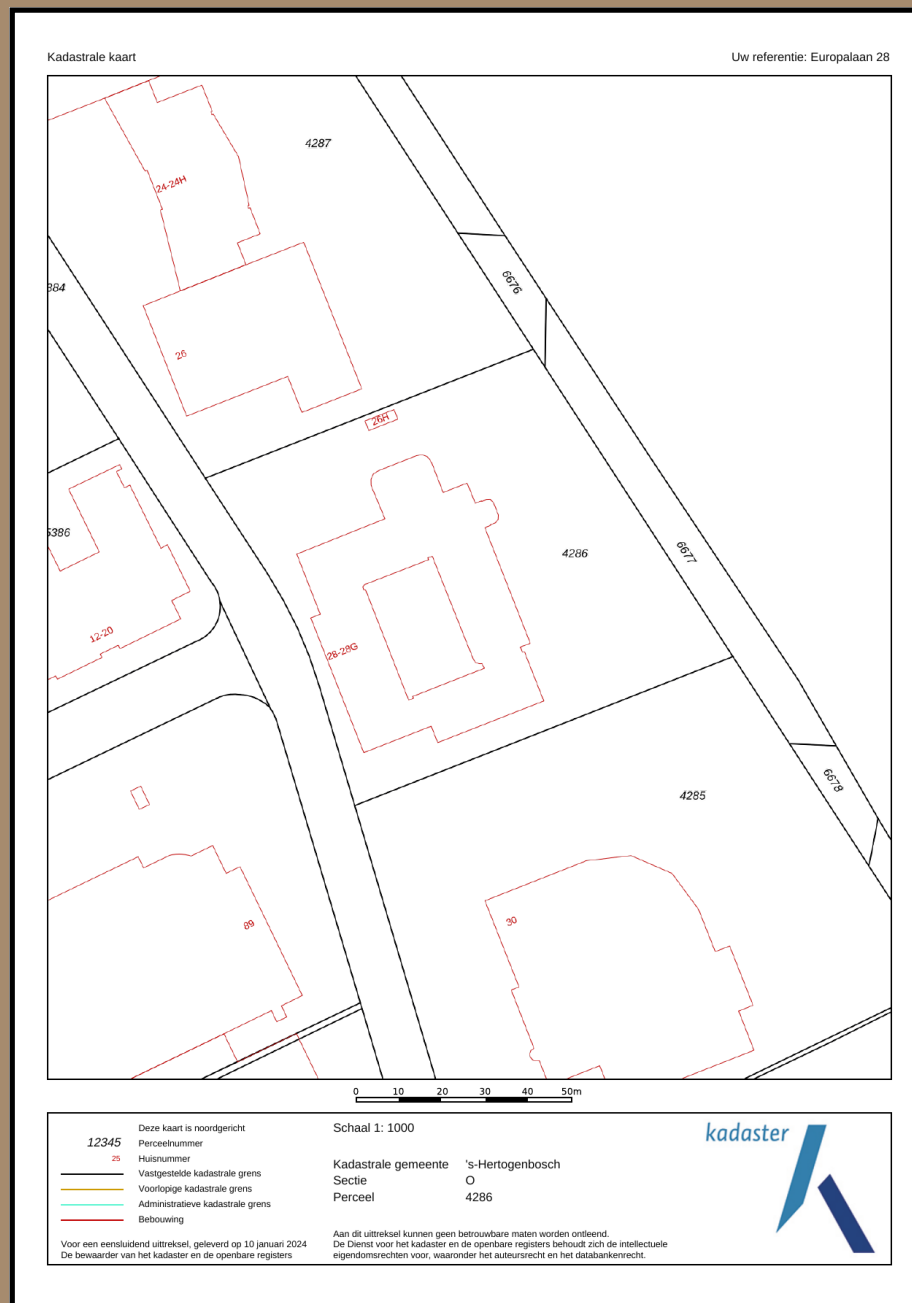 Kadastrale kaart
Uw referentie: Europalaan 28
4287
24-24H
6676
384
26
26H
5386
4286
6677
12-20
28-28G
6678
4285
89
30
0 10 20 30 40 50m
Deze kaart is noordgericht
12345 Perceelnummer
25 Huisnummer
Vastgestelde kadastrale grens
Voorlopige kadastrale grens
Administratieve kadastrale grens
Bebouwing
Voor een eensluidend uittreksel, geleverd op 10 januari 2024
De bewaarder van het kadaster en de openbare registers
Schaal 1: 1000
Kadastrale gemeente 's-Hertogenbosch
Sectie O
Perceel 4286
Aan dit uittreksel kunnen geen betrouwbare maten worden ontleend.
De Dienst voor het kadaster en de openbare registers behoudt zich de intellectuele
eigendomsrechten voor, waaronder het auteursrecht en het databankenrecht.
kadaster